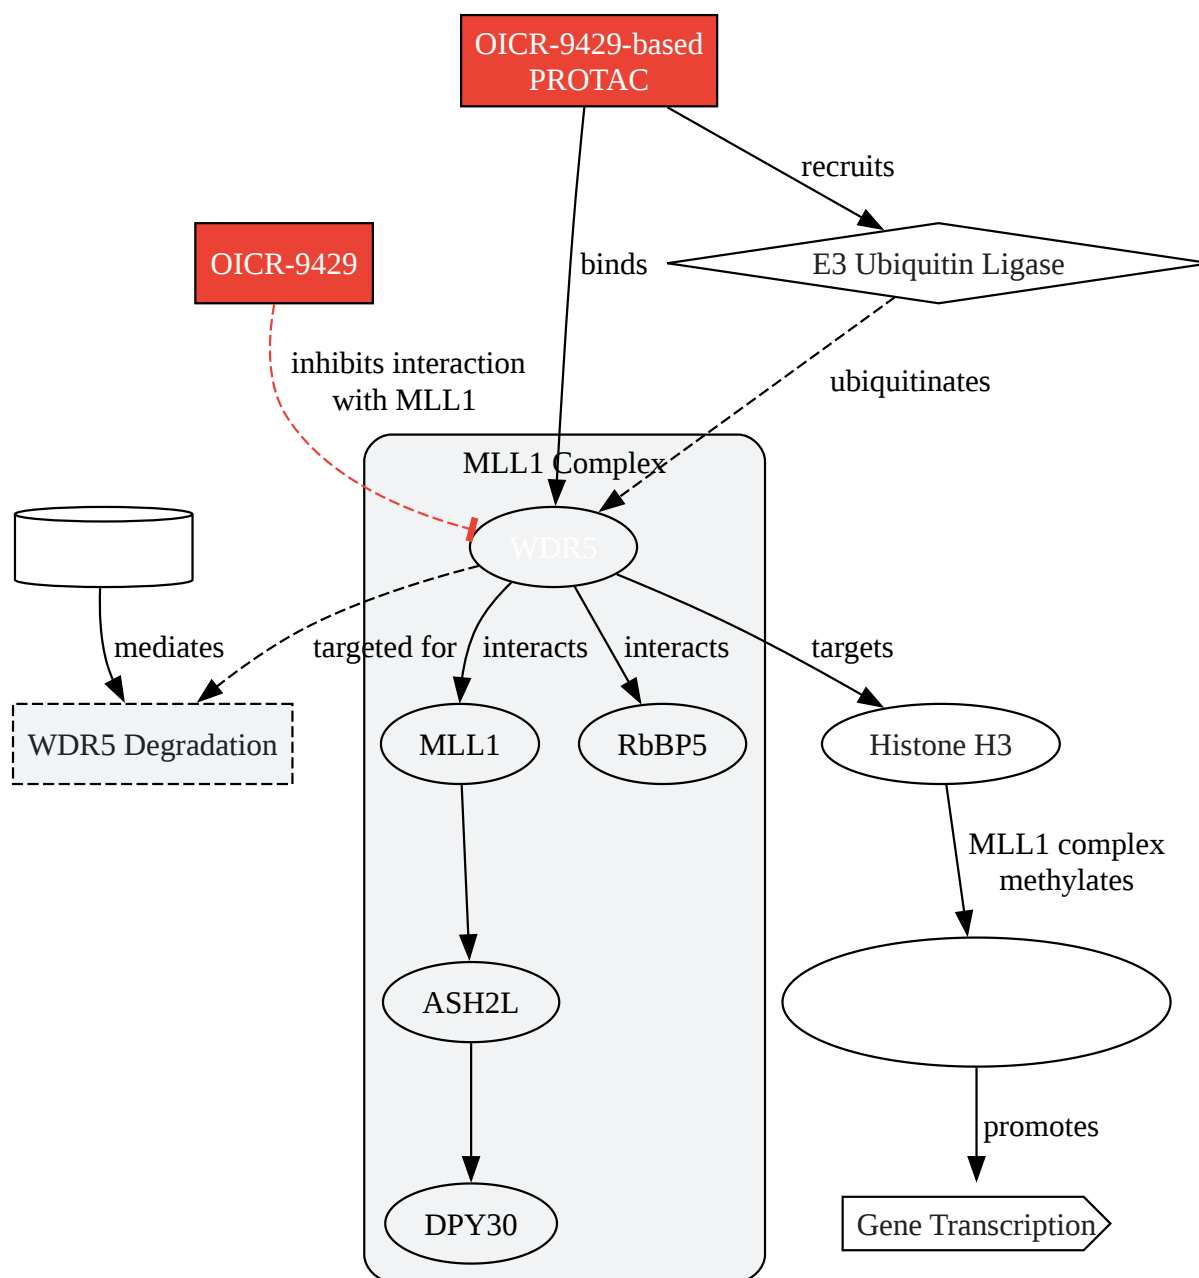 OICR-9429-based
PROTAC
recruits
OICR-9429
binds
E3 Ubiquitin Ligase
inhibits interaction
with MLL1
ubiquitinates
MLL1 Complex
WDR5
mediates
targeted for
interacts
interacts
targets
WDR5 Degradation
MLL1
RbBP5
Histone H3
MLL1 complex
methylates
ASH2L
promotes
DPY30
Gene Transcription